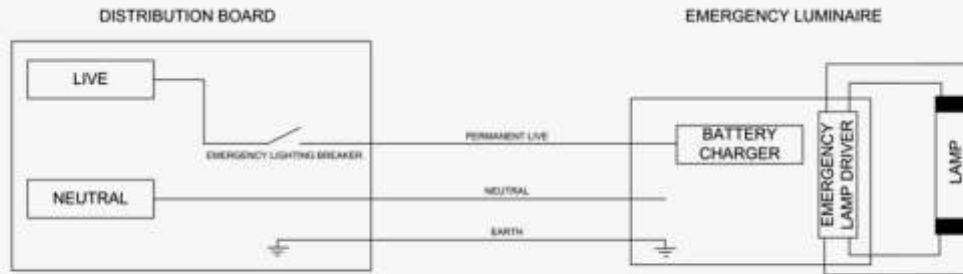 DISTRIBUTION BOARD
EMERGENCY LUMINAIRE
LIVE
EMERGENCY LIGHTING BREAKER
PERMANENT LIVE
BATTERY
CHARGER
EMERGENCY
LAMP DRIVER
LAMP
NEUTRAL
NEUTRAL
EARTH